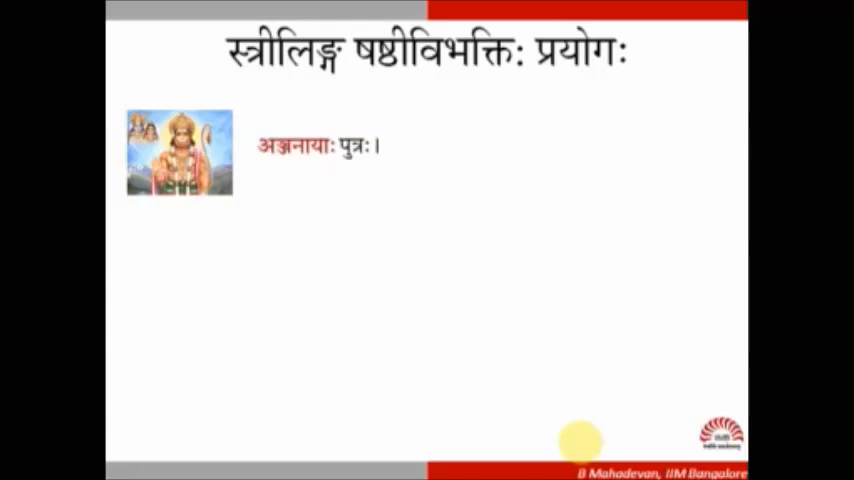 स्त्रीलिङ्ग षष्ठीविभक्ति: प्रयोगः
अञ्जनायाः पुत्रः।
B Mahadevan, IIM Bangalore